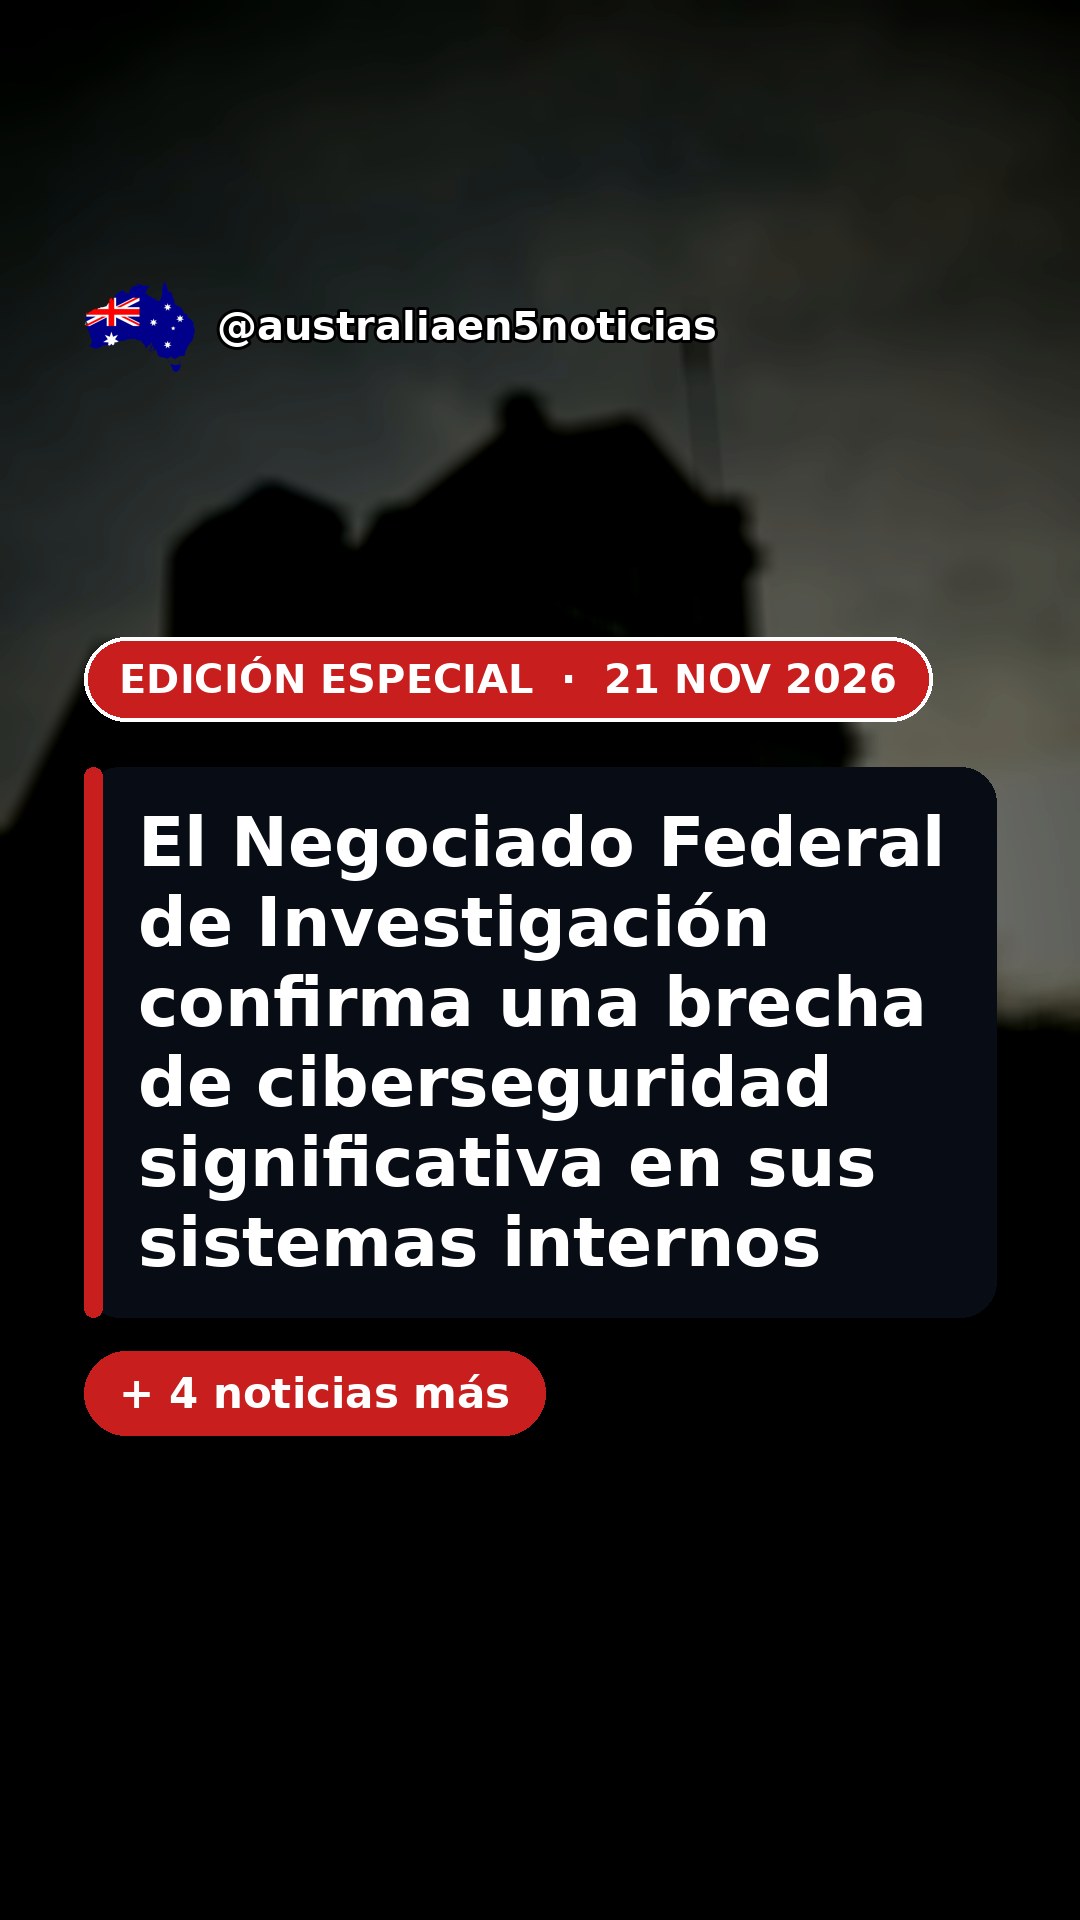 @australiaen5noticias
EDICIÓN ESPECIAL · 21 NOV 2026
El Negociado Federal
de Investigación
confirma una brecha
de ciberseguridad
significativa en sus
sistemas internos
+ 4 noticias más